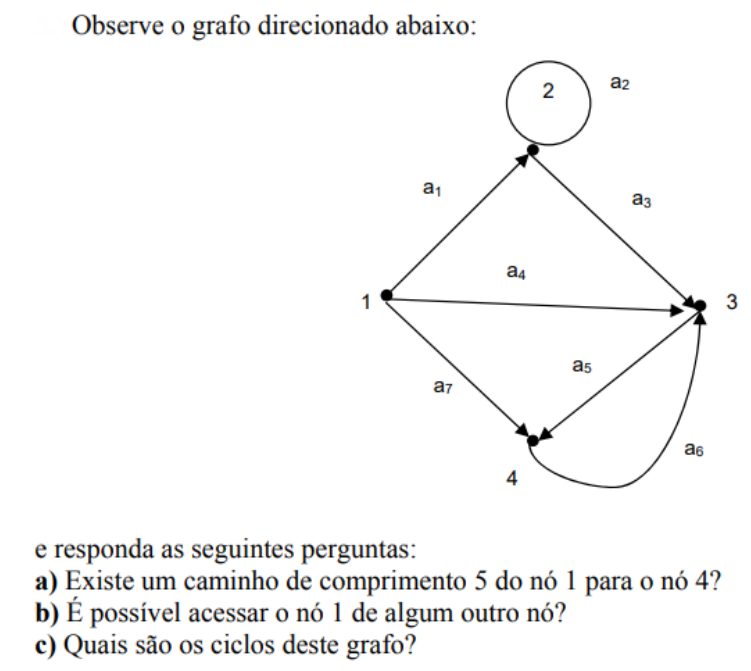 Observe o grafo direcionado abaixo:
2
a2
a1
a3
a4
1
3
a5
a7
a6
4
e responda as seguintes perguntas:
a) Existe um caminho de comprimento 5 do nó 1 para o nó 4?
b) É possível acessar o nó 1 de algum outro nó?
c) Quais são os ciclos deste grafo?